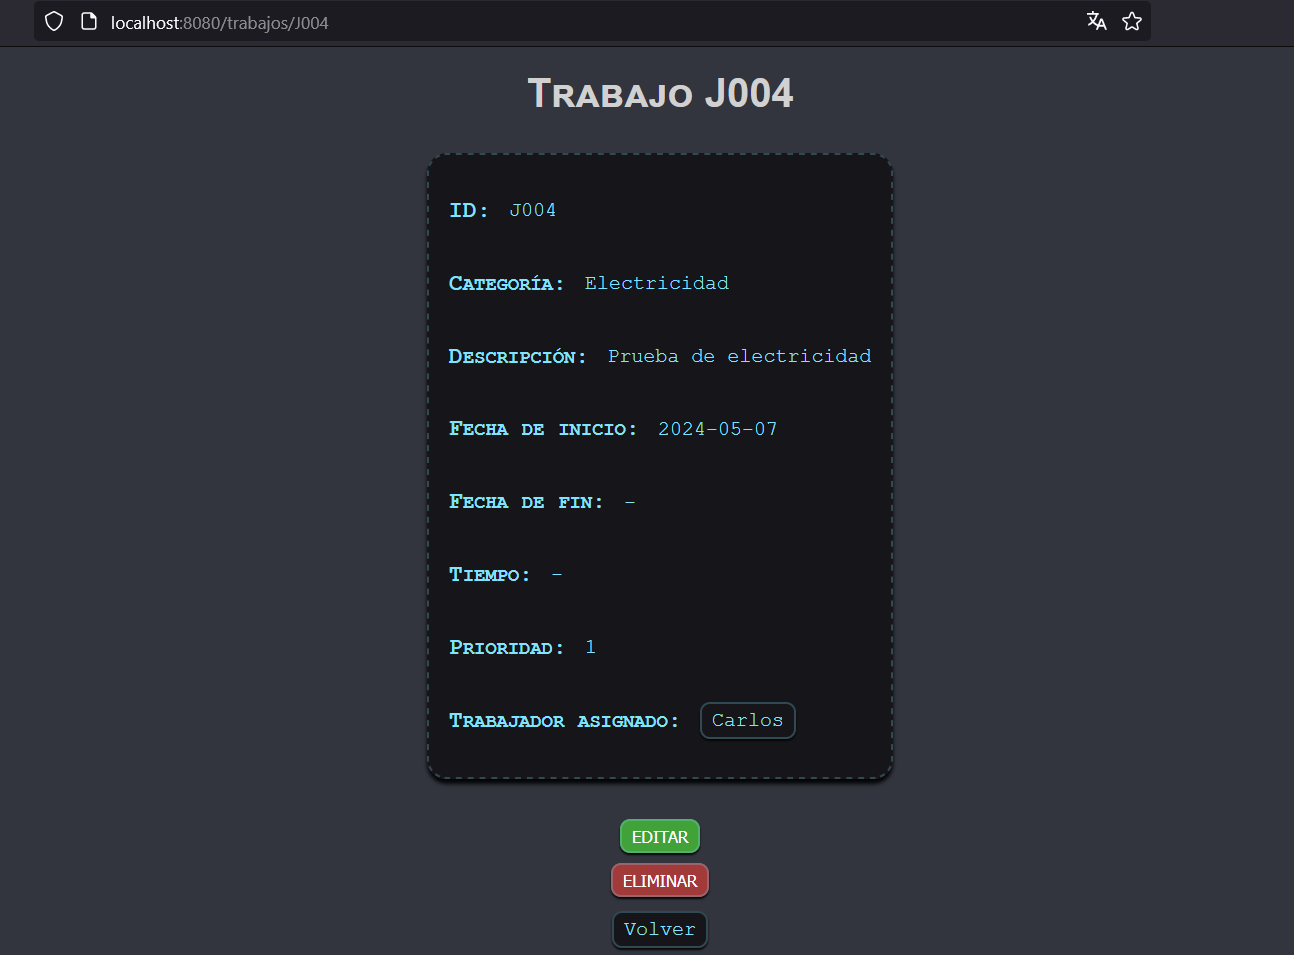 localhost:8080/trabajos/J004
Trabajo J004
ID: J004
Categoría: Electricidad
Descripción: Prueba de electricidad
Fecha de inicio: 2024-05-07
Fecha de fin: -
Tiempo: -
Prioridad: 1
Trabajador asignado: Carlos
EDITAR
ELIMINAR
Volver